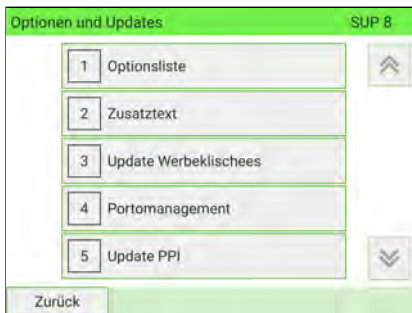 Optionen und Updates SUP 8
1 Optionsliste
2 Zusatztext
3 Update Werbeklischees
4 Portomanagement
5 Update PPI
Zurück